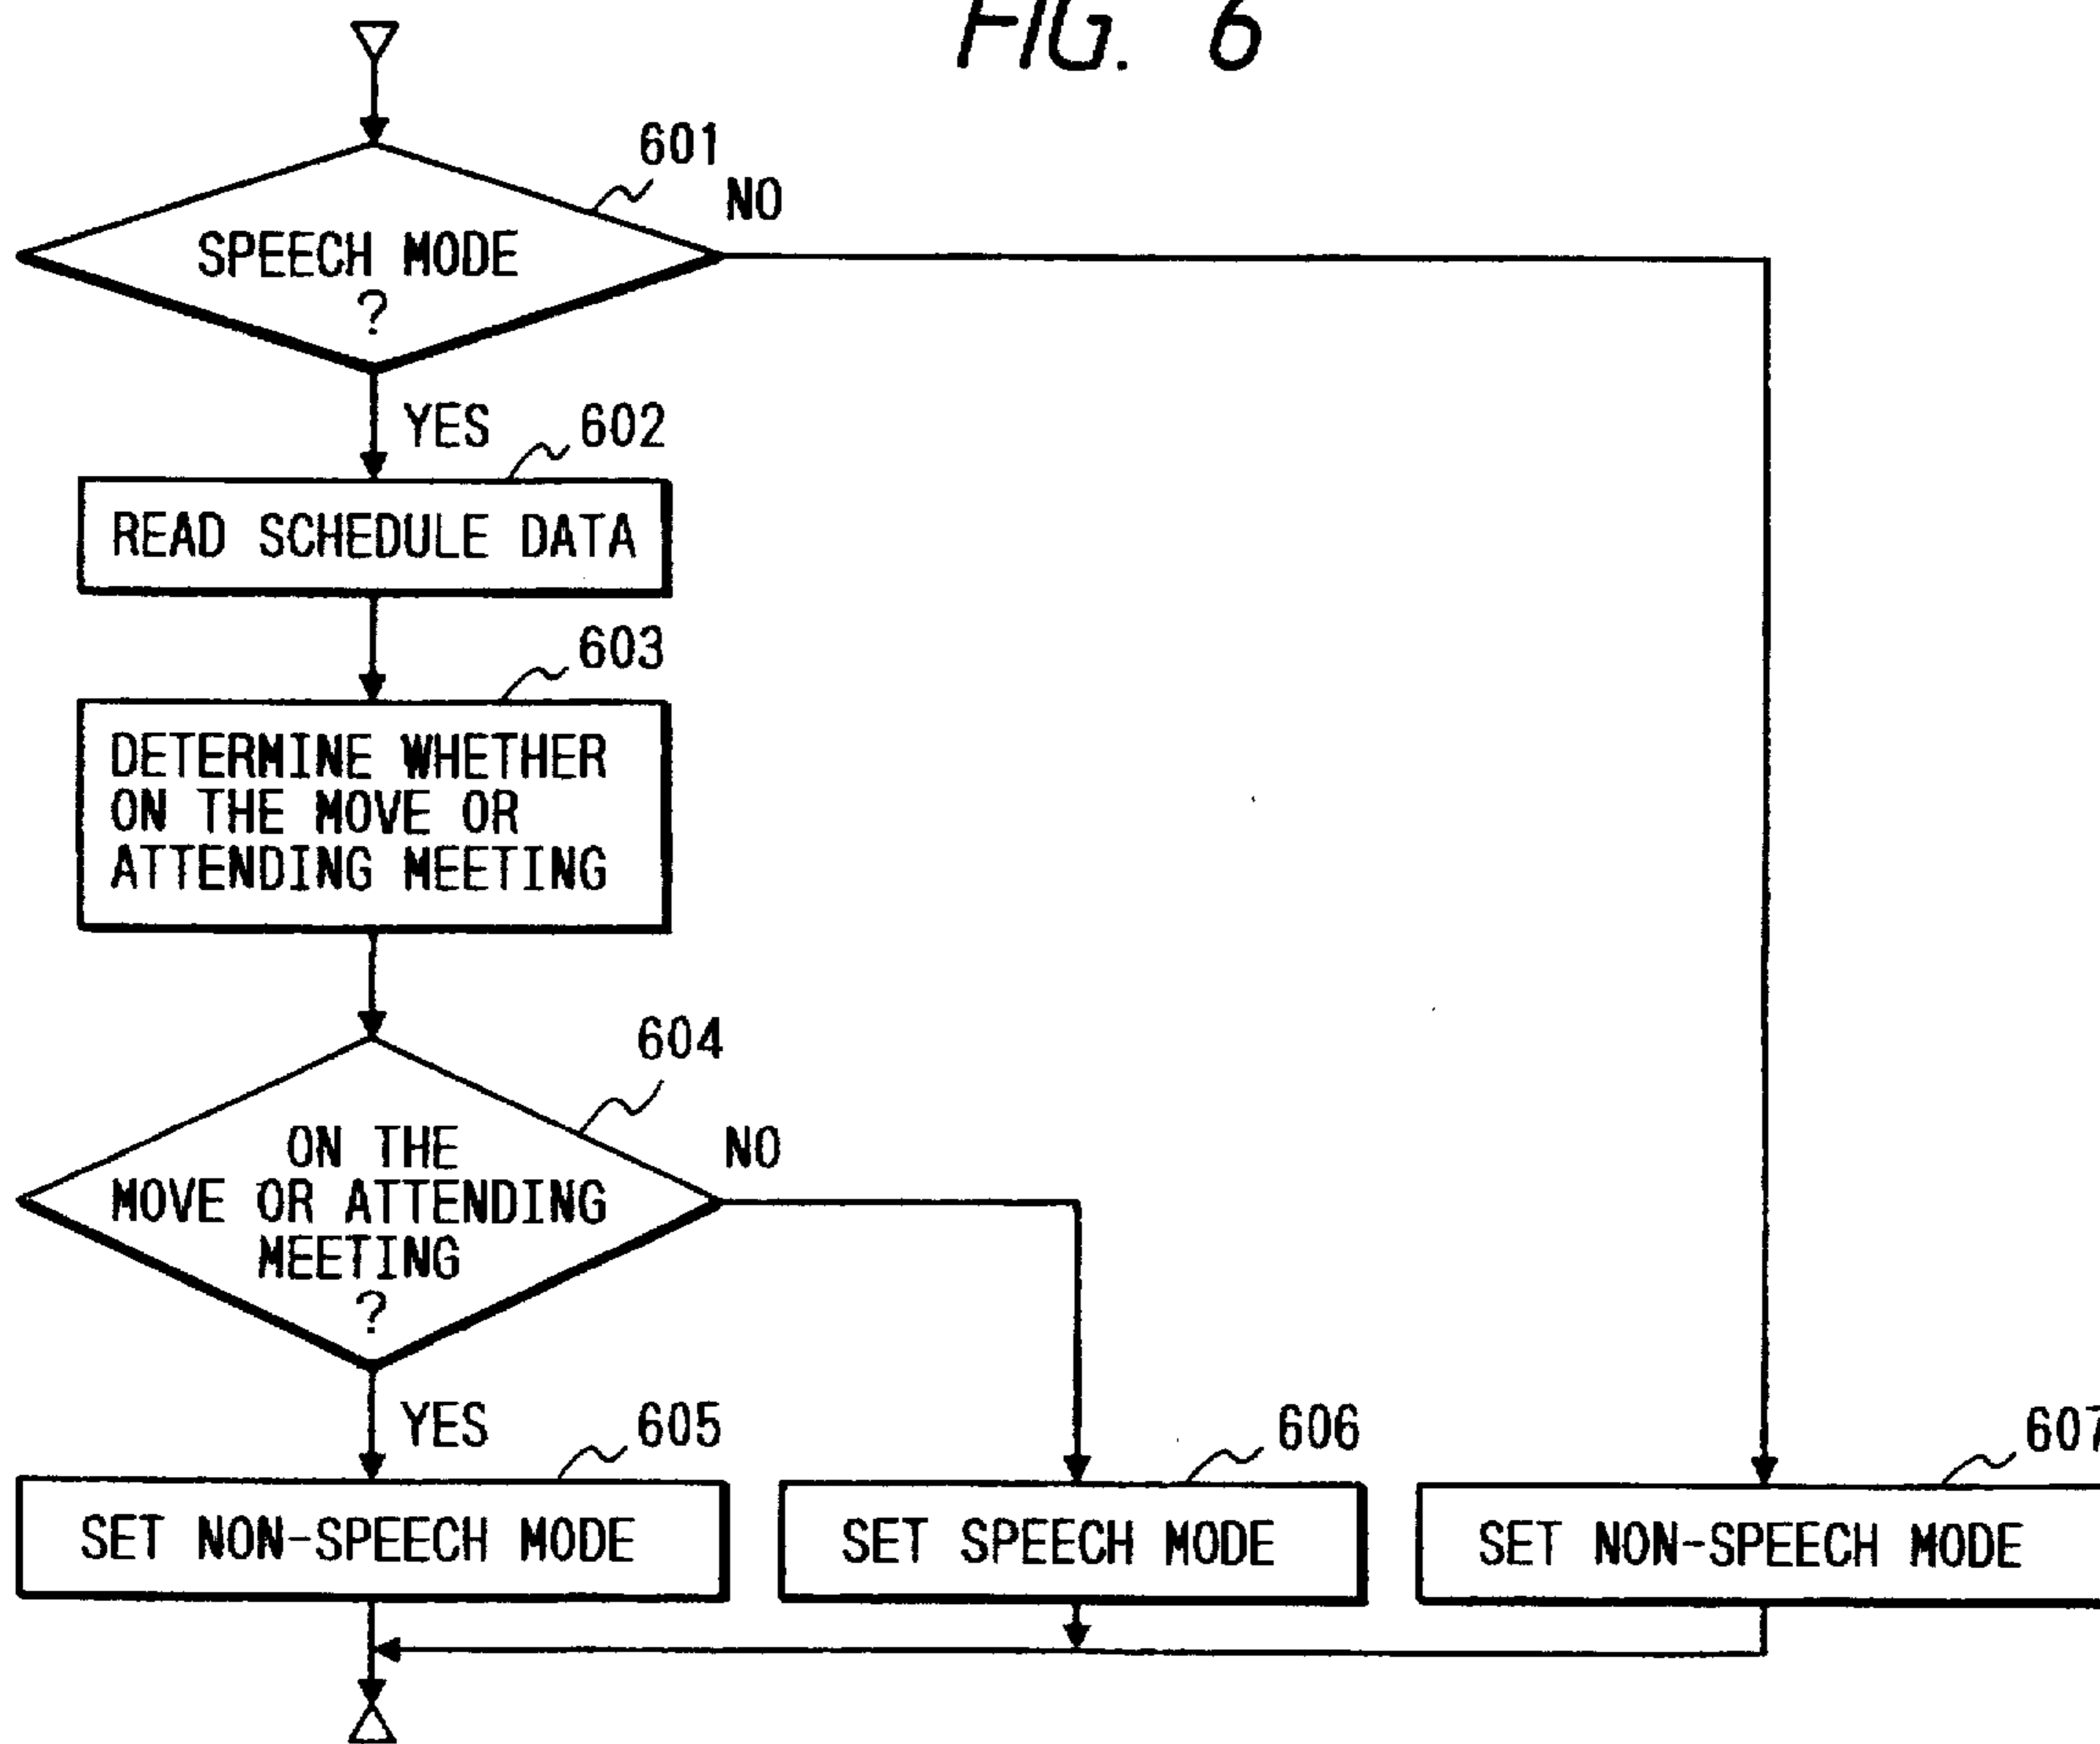 FIG. 6
601
NO
SPEECH MODE
?
YES
602
READ SCHEDULE DATA
603
DETERMINE WHETHER
ON THE MOVE OR
ATTENDING MEETING
604
NO
ON THE
MOVE OR ATTENDING
MEETING
?
YES
605
606
607
SET NON-SPEECH MODE
SET SPEECH MODE
SET NON-SPEECH MODE